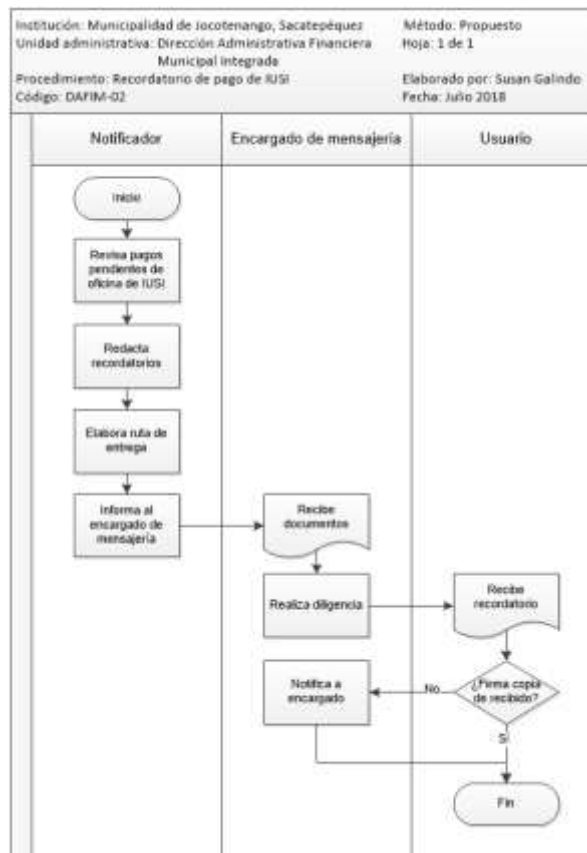 Institución: Municipalidad de Jocotenango, Sacatepéquez
Método: Propuesto
Unidad administrativa: Dirección Administrativa Financiera
Hoja: 1 de 1
Municipal Integrada
Procedimiento: Recordatorio de pago de IUSI
Elaborado por: Susan Galindo
Código: DAFIM-02
Fecha: Julio 2018
Notificador
Encargado de mensajería
Usuario
Inicio
Revisa pagos
pendientes de
oficina de IUSI
Redacta
recordatorios
Elabora ruta de
entrega
Informa al
encargado de
mensajería
Recibe
documentos
Realiza diligencia
Recibe
recordatorio
¿Firma copia
de recibido?
No
Notifica a
encargado
Sí
Fin